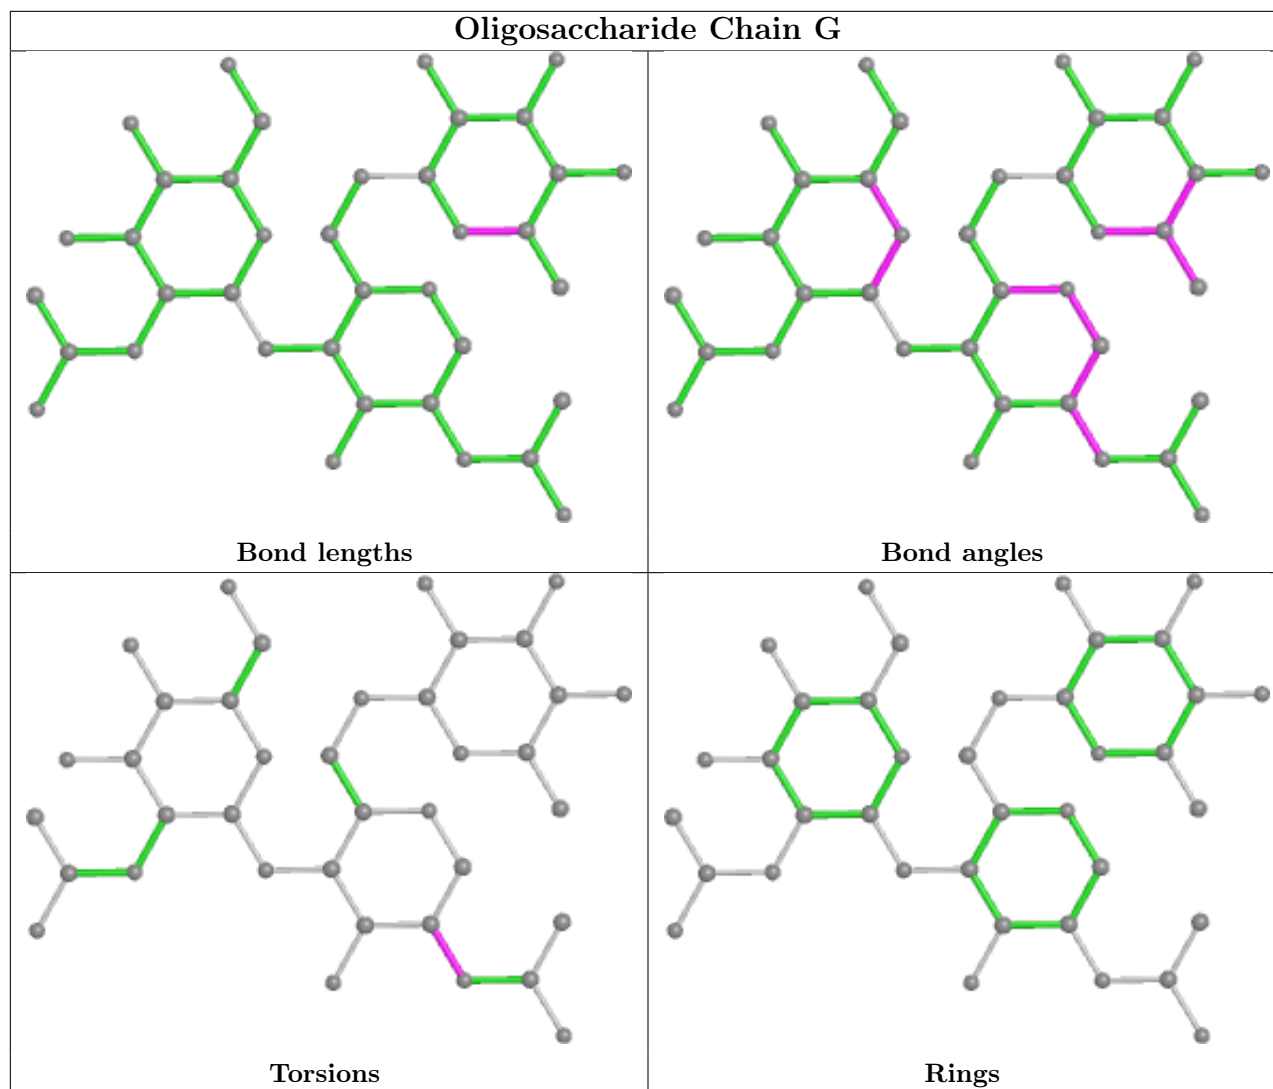 Oligosaccharide Chain G
Bond lengths
Bond angles
Torsions
Rings